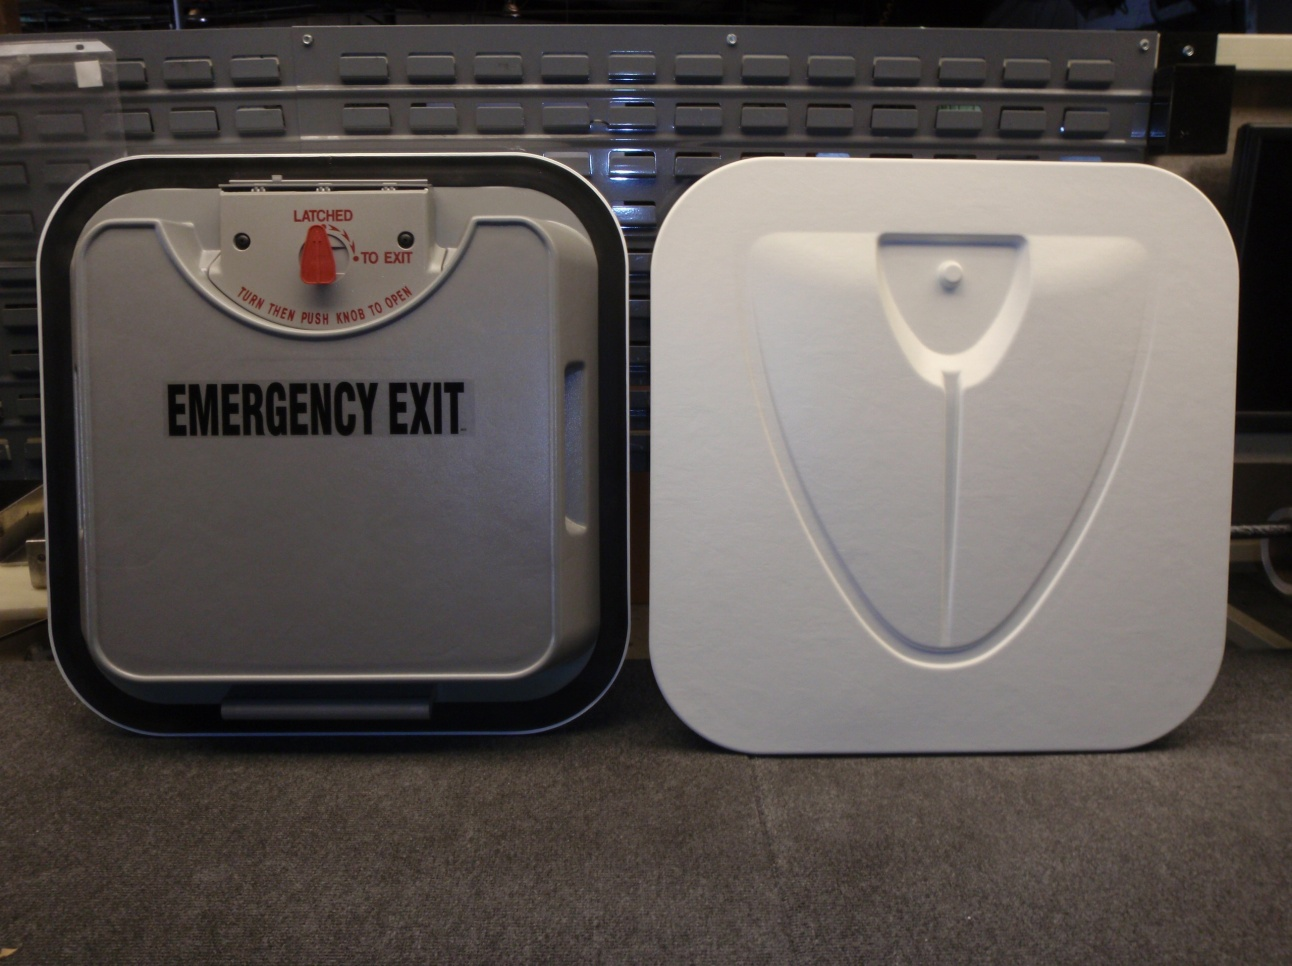 LATCHED
TO EXIT
TURN THEN PUSH KNOB TO OPEN
EMERGENCY EXIT